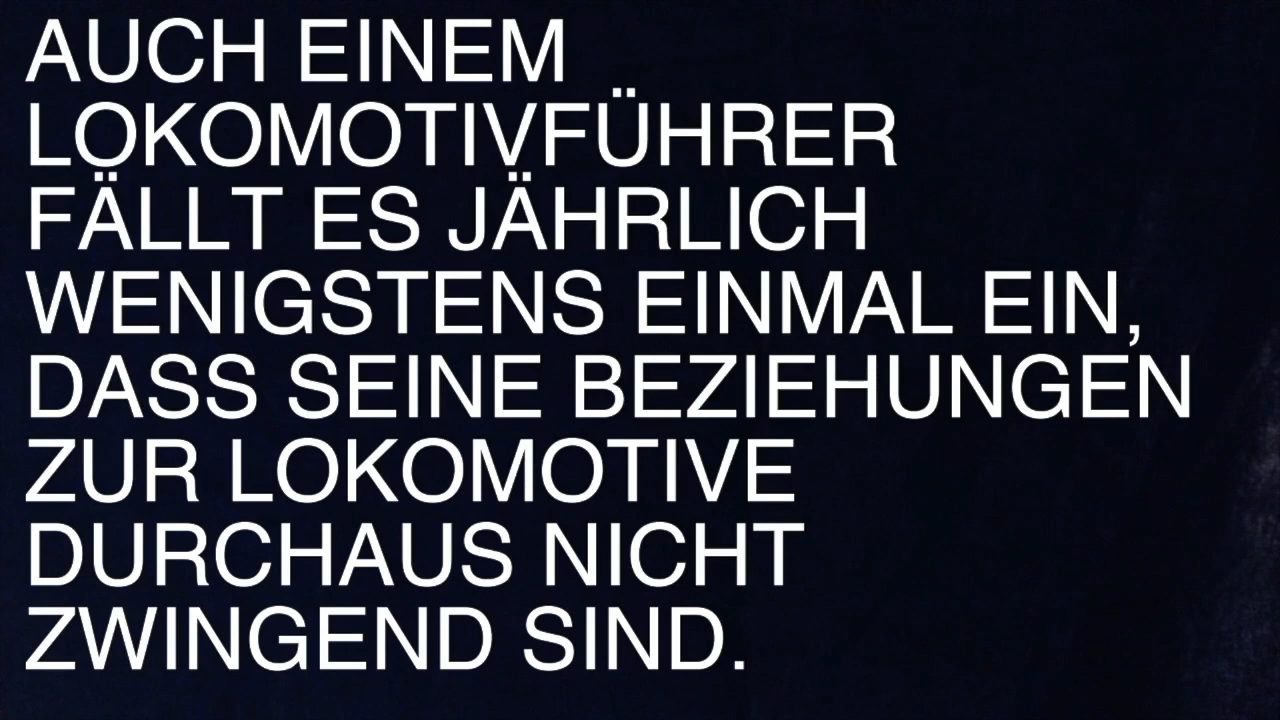 AUCH EINEM
LOKOMOTIVFÜHRER
FÄLLT ES JÄHRLICH
WENIGSTENS EINMAL EIN,
DASS SEINE BEZIEHUNGEN
ZUR LOKOMOTIVE
DURCHAUS NICHT
ZWINGEND SIND.